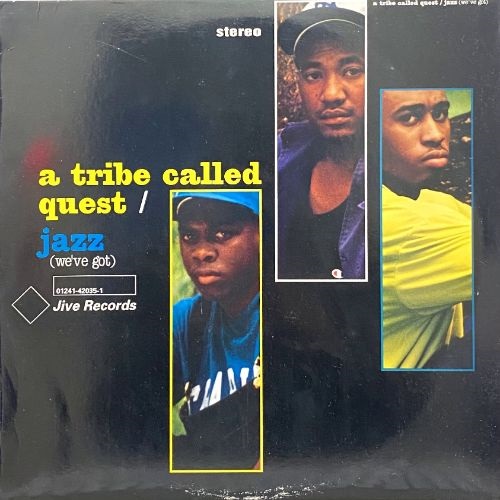 stereo
a tribe called quest / jazz (we've got)
a tribe called
quest /
jazz
(we've got)
01241-42035-1
Jive Records